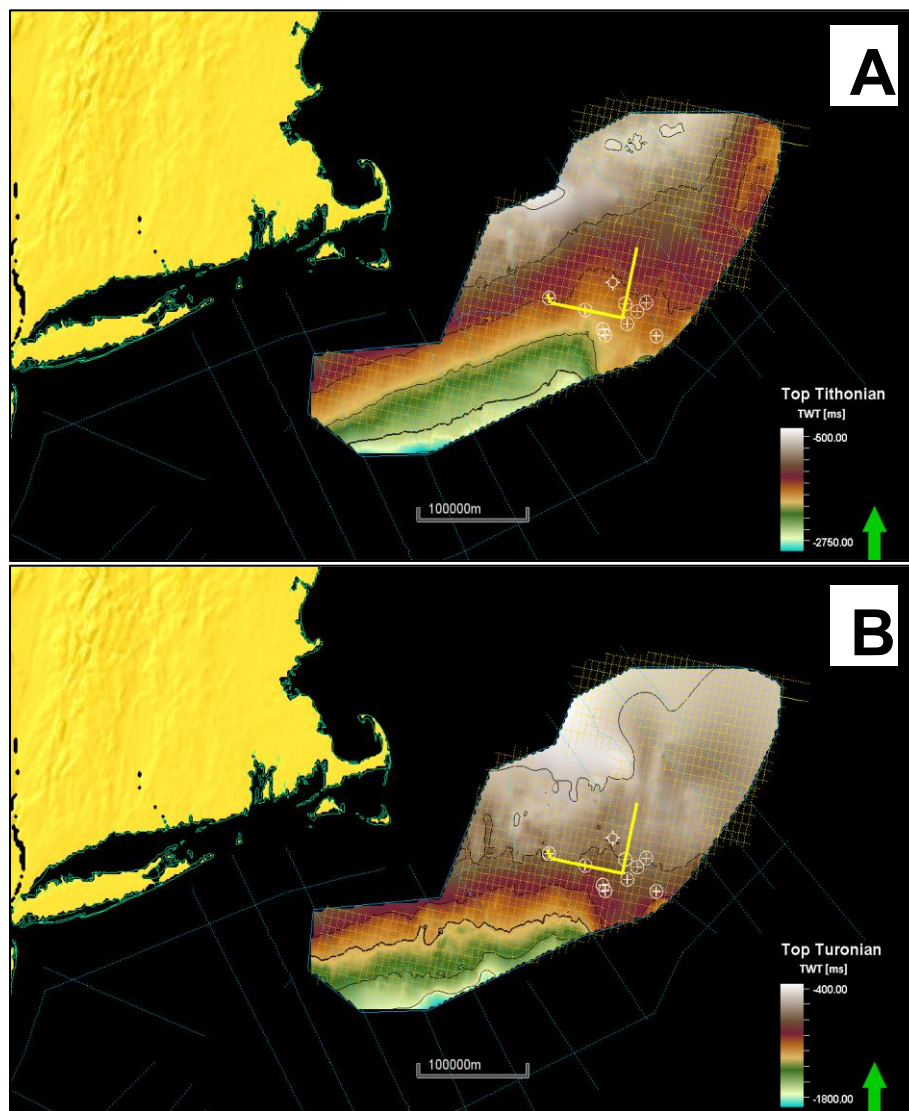 A
Top Tithonian
TWT [ms]
-500.00
-2750.00
100000m
B
Top Turonian
TWT [ms]
-400.00
-1800.00
100000m